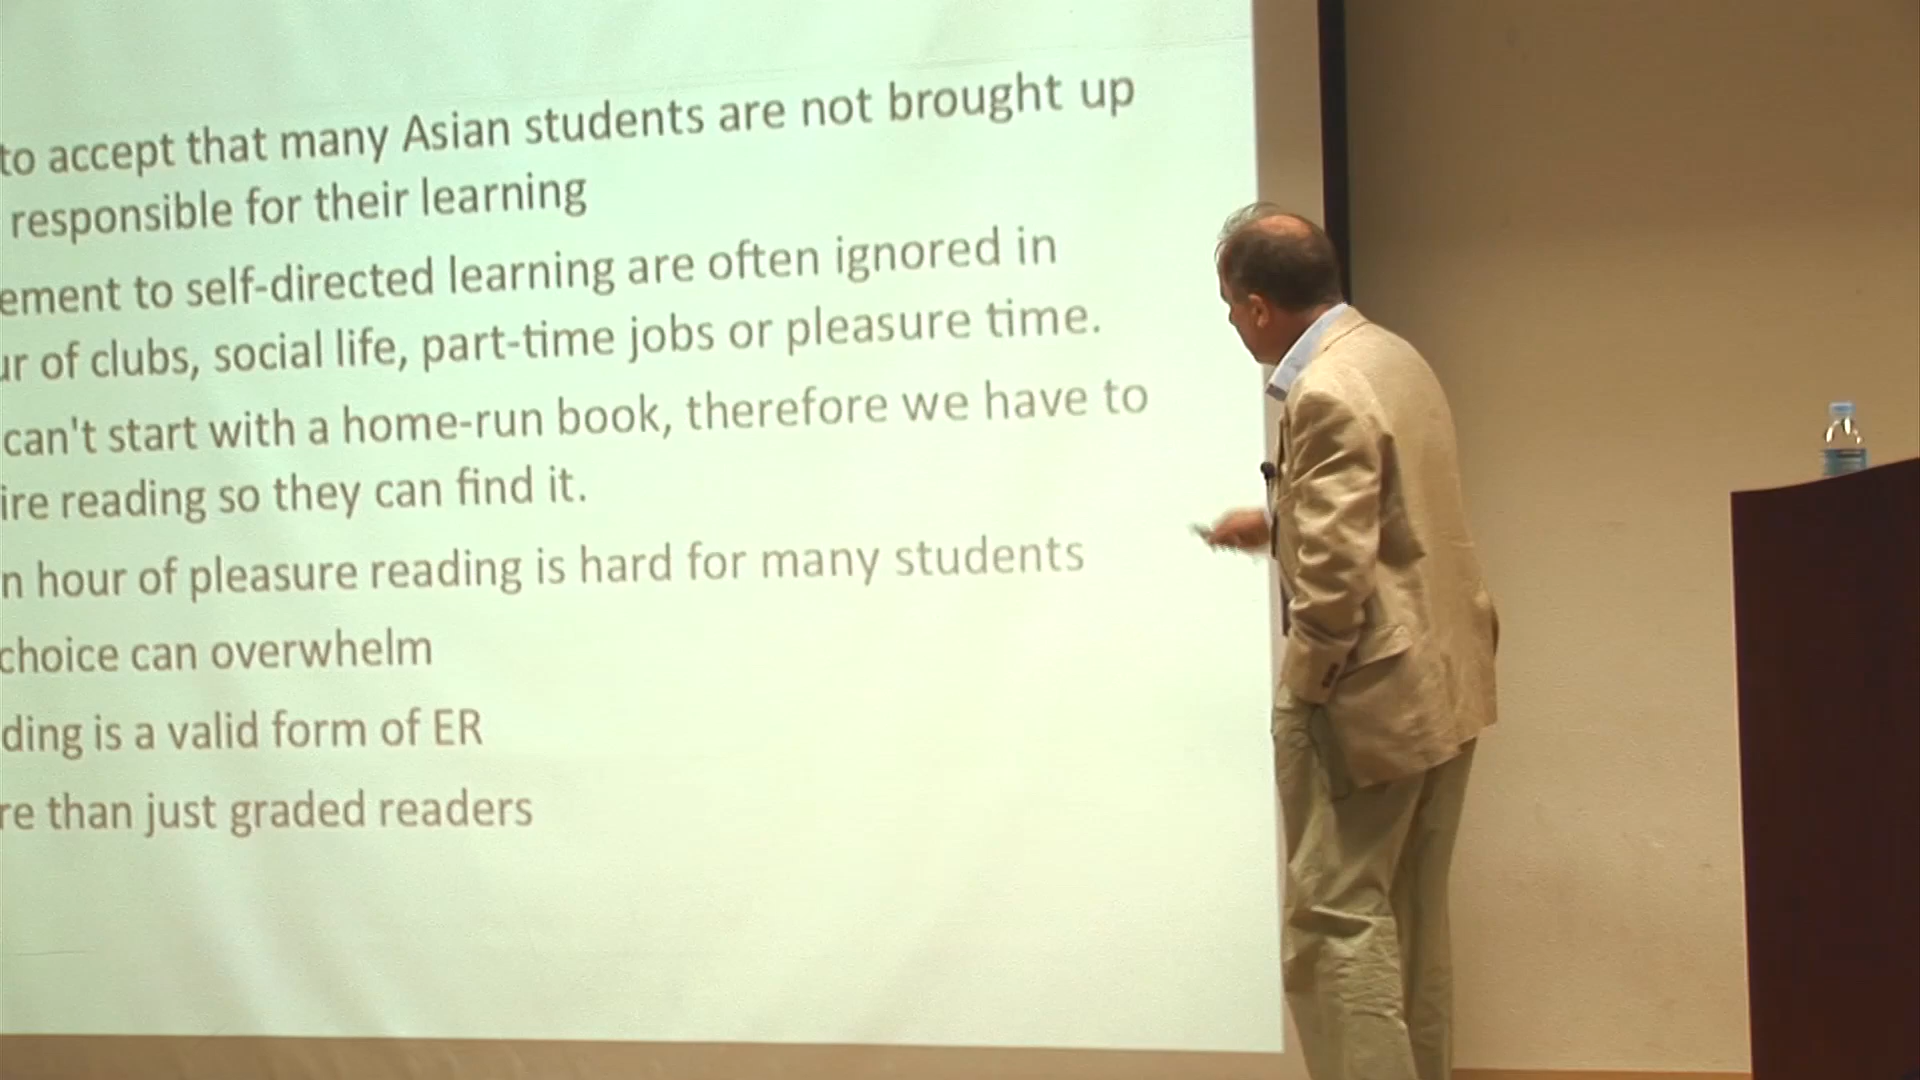 to accept that many Asian students are not brought up
responsible for their learning
ement to self-directed learning are often ignored in
ur of clubs, social life, part-time jobs or pleasure time.
can't start with a home-run book, therefore we have to
ire reading so they can find it.
n hour of pleasure reading is hard for many students
choice can overwhelm
ding is a valid form of ER
re than just graded readers